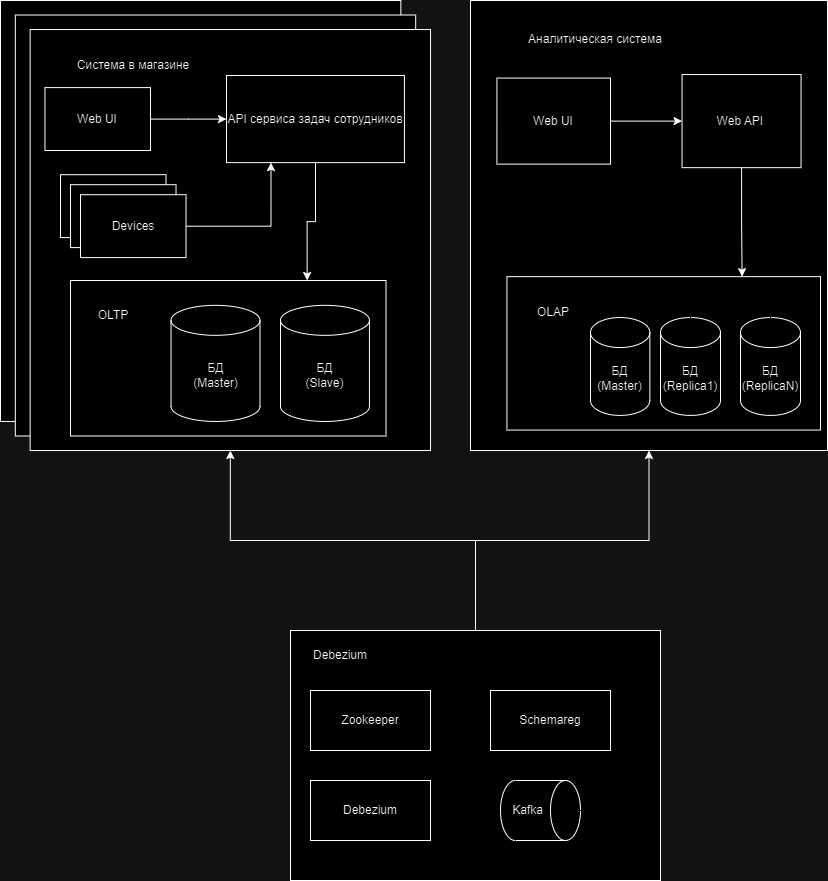 Система в магазине
Web UI
API сервиса задач сотрудников
Devices
OLTP
БД
(Master)
БД
(Slave)
Аналитическая система
Web UI
Web API
OLAP
БД
(Master)
БД
(Replica1)
БД
(ReplicaN)
Debezium
Zookeeper
Schemareg
Debezium
Kafka